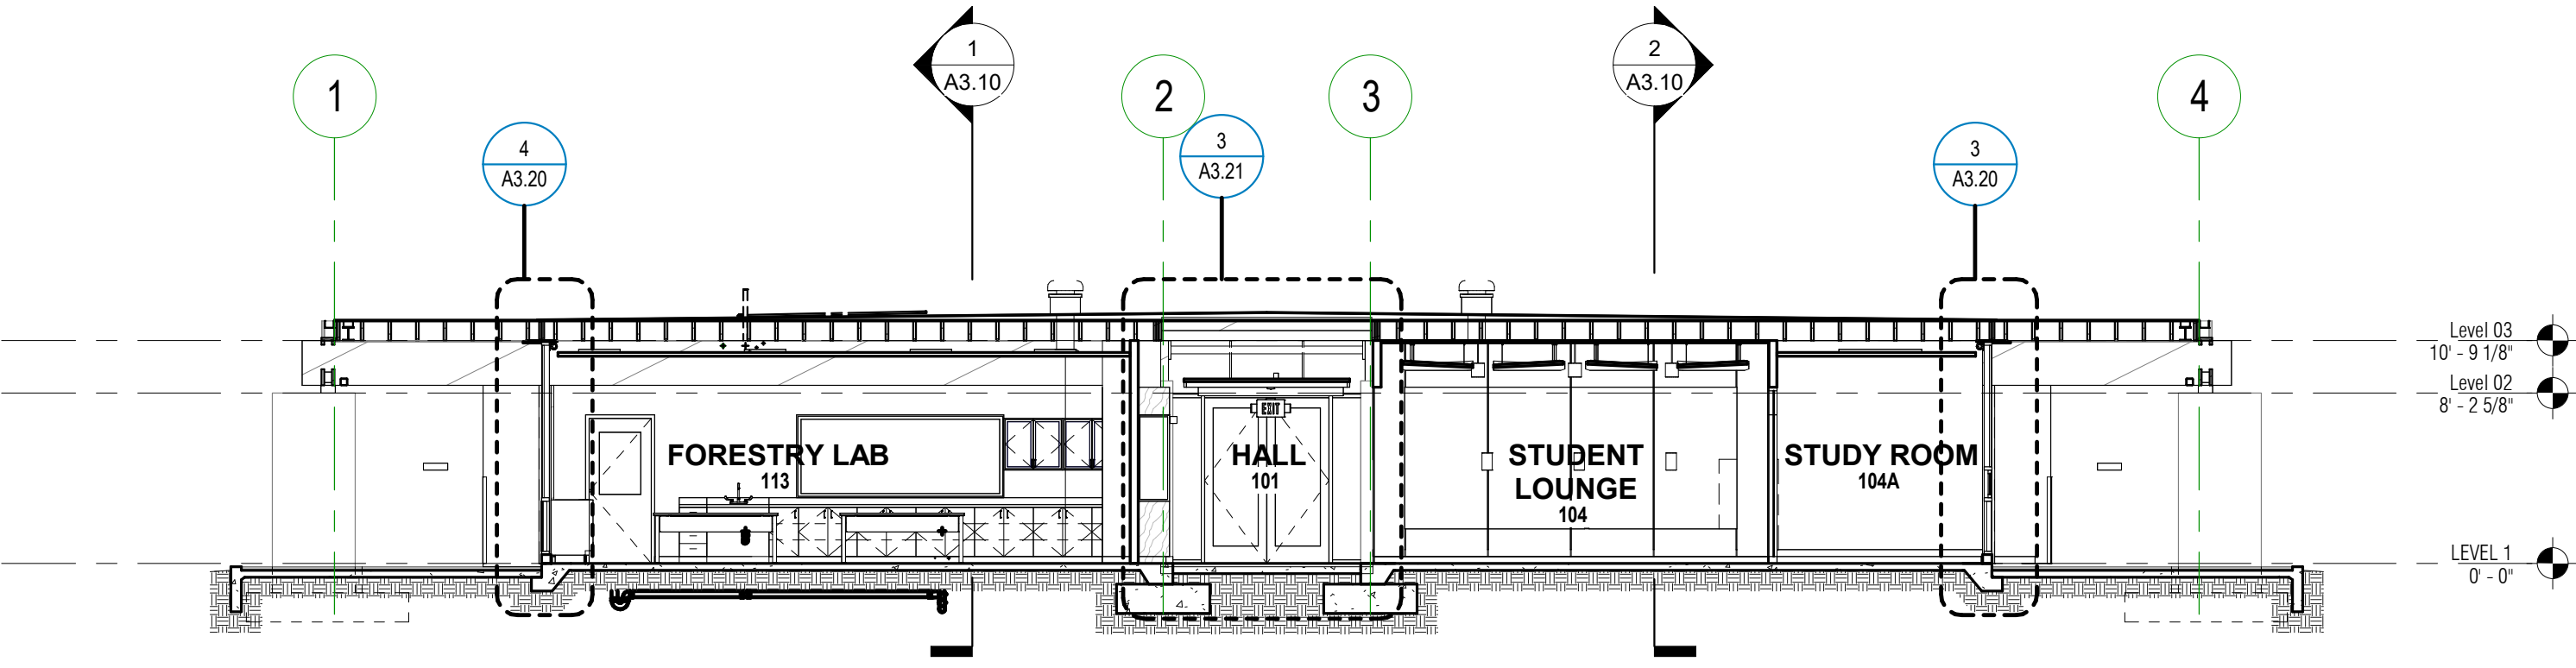 1
A3.10
2
A3.10
1
2
3
4
4
A3.20
3
A3.21
3
A3.20
Level 03
10' - 9 1/8"
Level 02
8' - 2 5/8"
EXIT
FORESTRY LAB
113
HALL
101
STUDENT
LOUNGE
104
STUDY ROOM
104A
LEVEL 1
0' - 0"